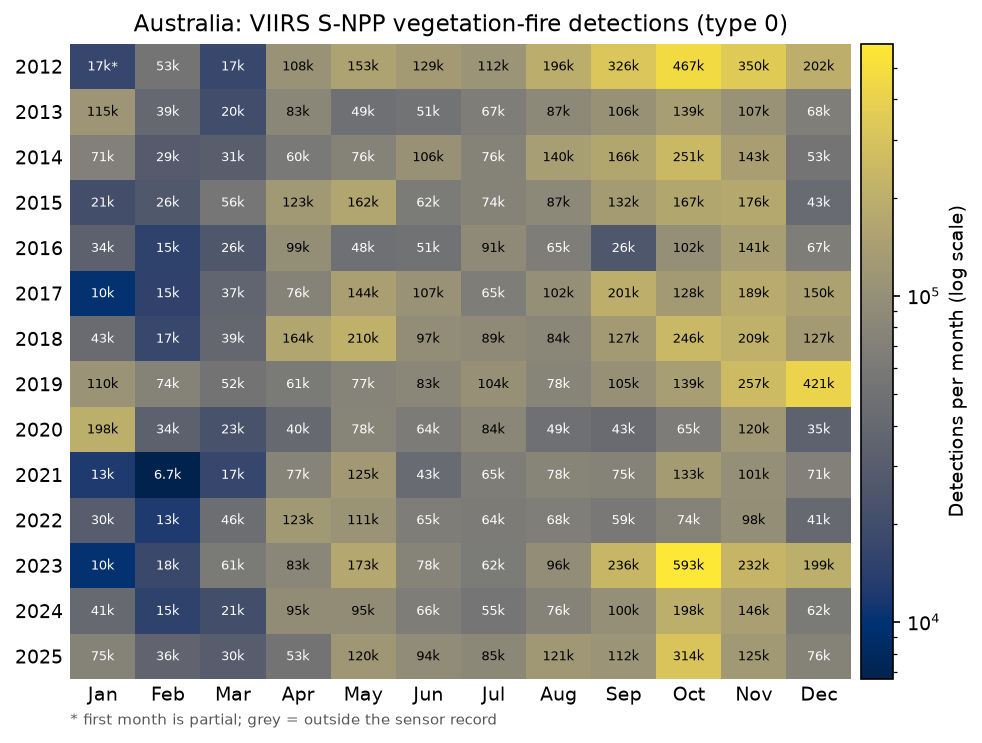 Australia: VIIRS S-NPP vegetation-fire detections (type 0)
2012 17k* 53k 17k 108k 153k 129k 112k 196k 326k 467k 350k 202k
2013 115k 39k 20k 83k 49k 51k 67k 87k 106k 139k 107k 68k
2014 71k 29k 31k 60k 76k 106k 76k 140k 166k 251k 143k 53k
2015 21k 26k 56k 123k 162k 62k 74k 87k 132k 167k 176k 43k
2016 34k 15k 26k 99k 48k 51k 91k 65k 26k 102k 141k 67k
2017 10k 15k 37k 76k 144k 107k 65k 102k 201k 128k 189k 150k
2018 43k 17k 39k 164k 210k 97k 89k 84k 127k 246k 209k 127k
2019 110k 74k 52k 61k 77k 83k 104k 78k 105k 139k 257k 421k
2020 198k 34k 23k 40k 78k 64k 84k 49k 43k 65k 120k 35k
2021 13k 6.7k 17k 77k 125k 43k 65k 78k 75k 133k 101k 71k
2022 30k 13k 46k 123k 111k 65k 64k 68k 59k 74k 98k 41k
2023 10k 18k 61k 83k 173k 78k 62k 96k 236k 593k 232k 199k
2024 41k 15k 21k 95k 95k 66k 55k 76k 100k 198k 146k 62k
2025 75k 36k 30k 53k 120k 94k 85k 121k 112k 314k 125k 76k
Jan Feb Mar Apr May Jun Jul Aug Sep Oct Nov Dec
* first month is partial; grey = outside the sensor record
10⁵
10⁴
Detections per month (log scale)